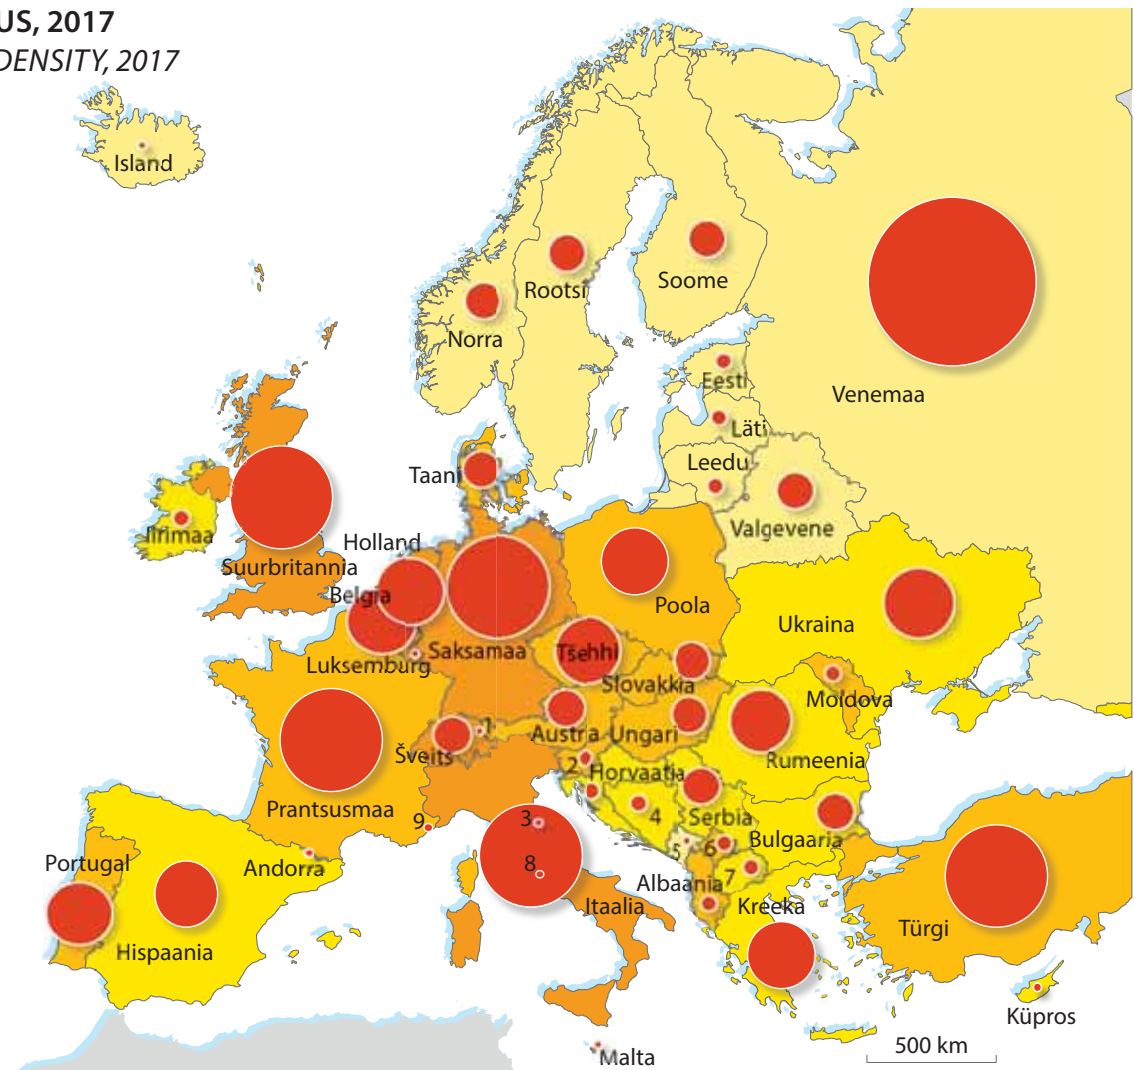 US, 2017
DENSITY, 2017
Island
Rootsi
Soome
Norra
Eesti
Venemaa
Läti
Leedu
Taani
Valgevene
Iirimaa
Holland
Suurbritannia
Belgia
Poola
Ukraina
Saksamaa
Tsehhi
Luksemburg
Slovakkia
Moldova
1
Austra
Ungari
Šveits
Rumeenia
2
Horvaatia
Prantsusmaa
4
Serbia
9
3
Bulgaaria
5
6
Portugal
Andorra
8
7
Albaania
Itaalia
Kreeka
Türgi
Hispaania
Küpros
500 km
Malta